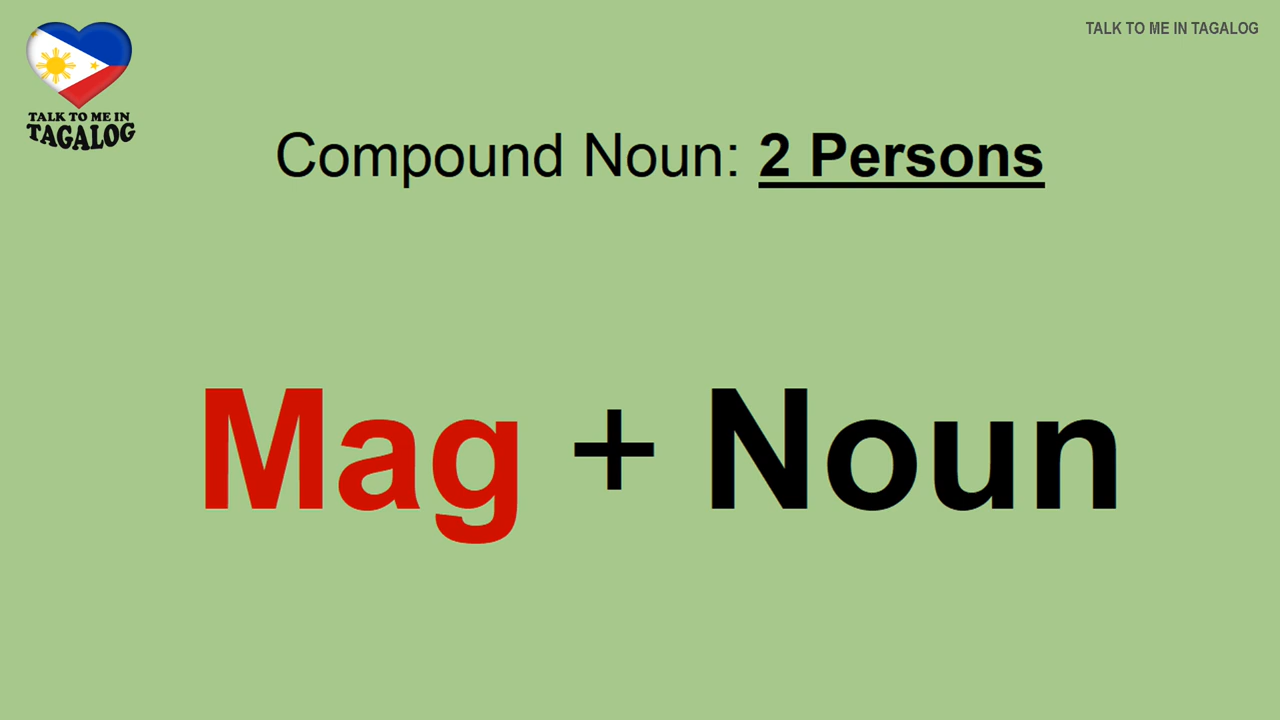 TALK TO ME IN TAGALOG
TALK TO ME IN
TAGALOG
Compound Noun: 2 Persons
Mag + Noun